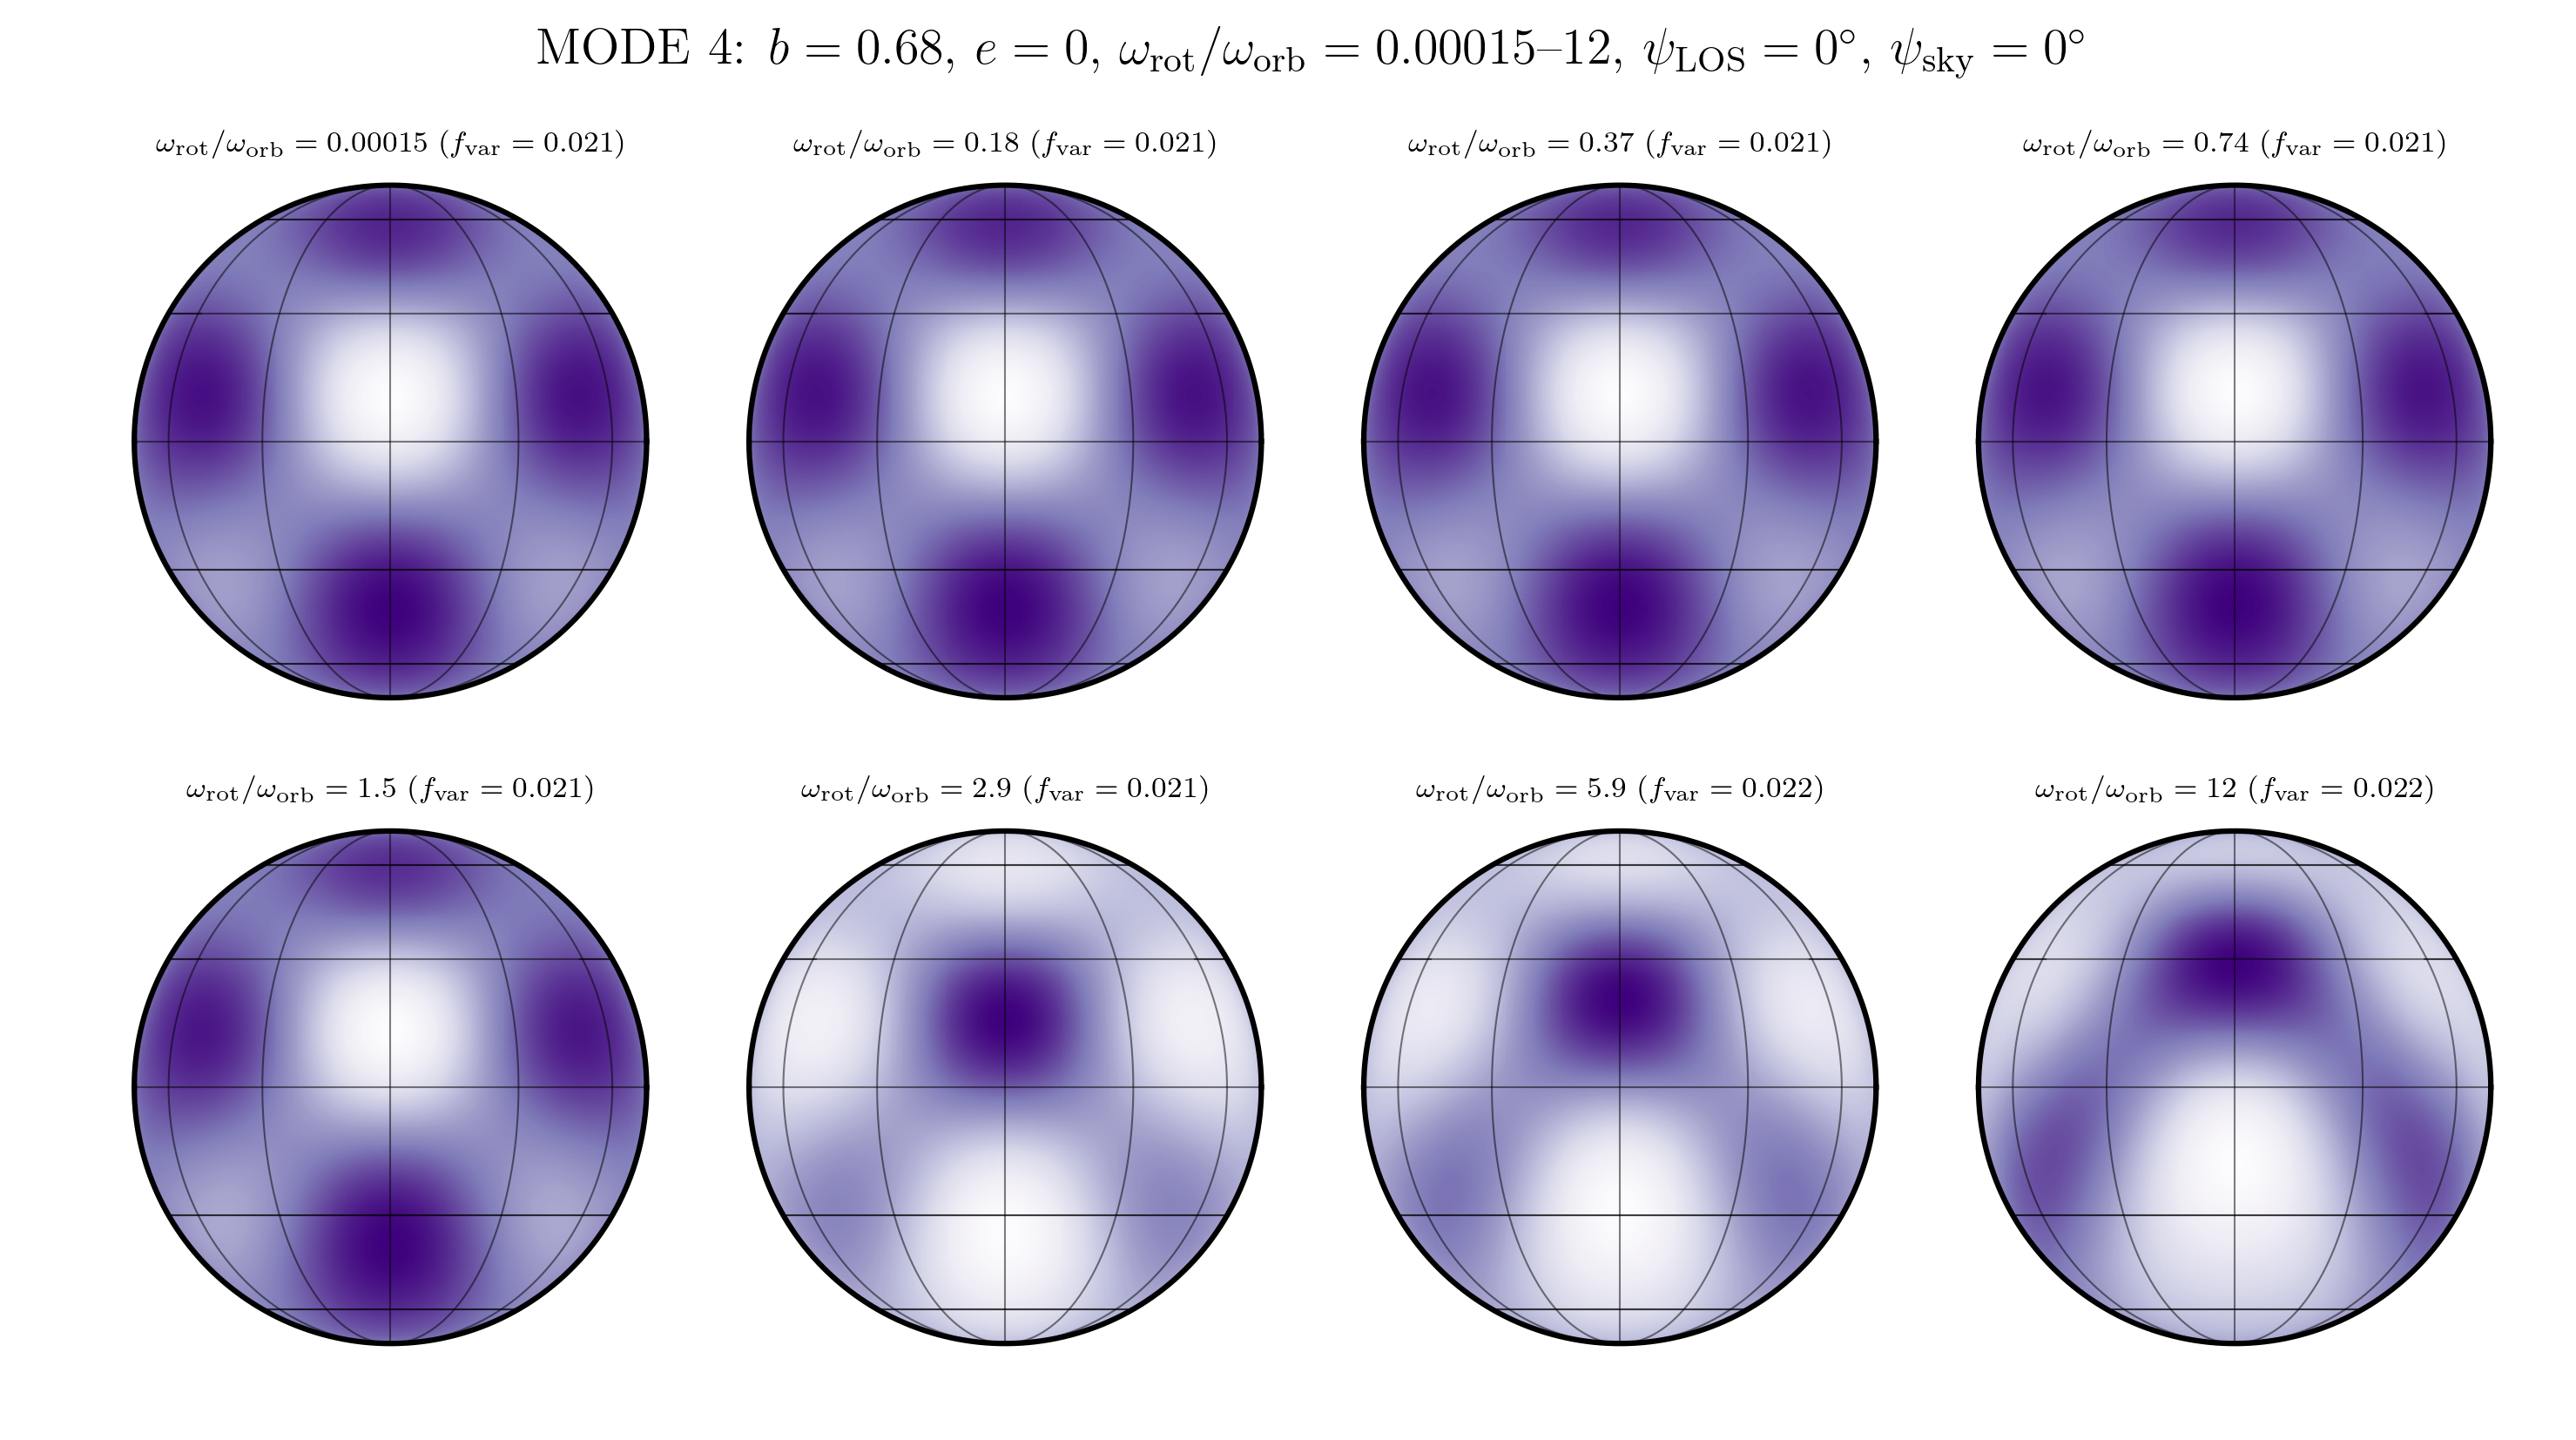 MODE 4: b = 0.68, e = 0, ω_rot/ω_orb = 0.00015–12, ψ_LOS = 0°, ψ_sky = 0°
ω_rot/ω_orb = 0.00015 (f_var = 0.021)
ω_rot/ω_orb = 0.18 (f_var = 0.021)
ω_rot/ω_orb = 0.37 (f_var = 0.021)
ω_rot/ω_orb = 0.74 (f_var = 0.021)
ω_rot/ω_orb = 1.5 (f_var = 0.021)
ω_rot/ω_orb = 2.9 (f_var = 0.021)
ω_rot/ω_orb = 5.9 (f_var = 0.022)
ω_rot/ω_orb = 12 (f_var = 0.022)